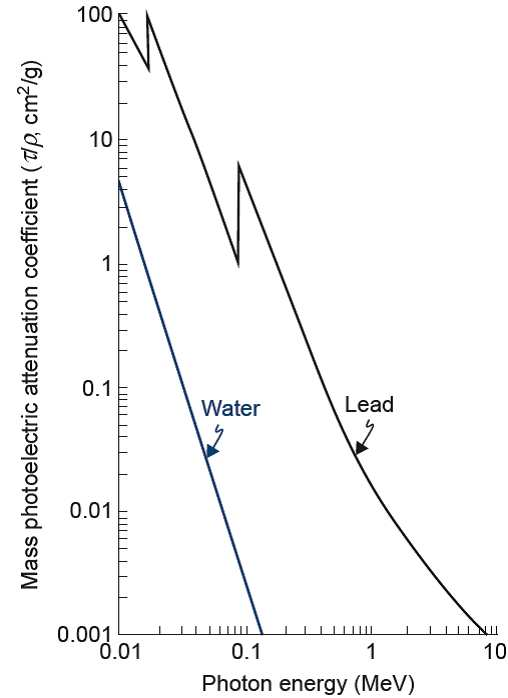 Mass photoelectric attenuation coefficient (τ/ρ, cm²/g)
100
10
1
0.1
0.01
0.001
Water
Lead
0.01
0.1
1
10
Photon energy (MeV)